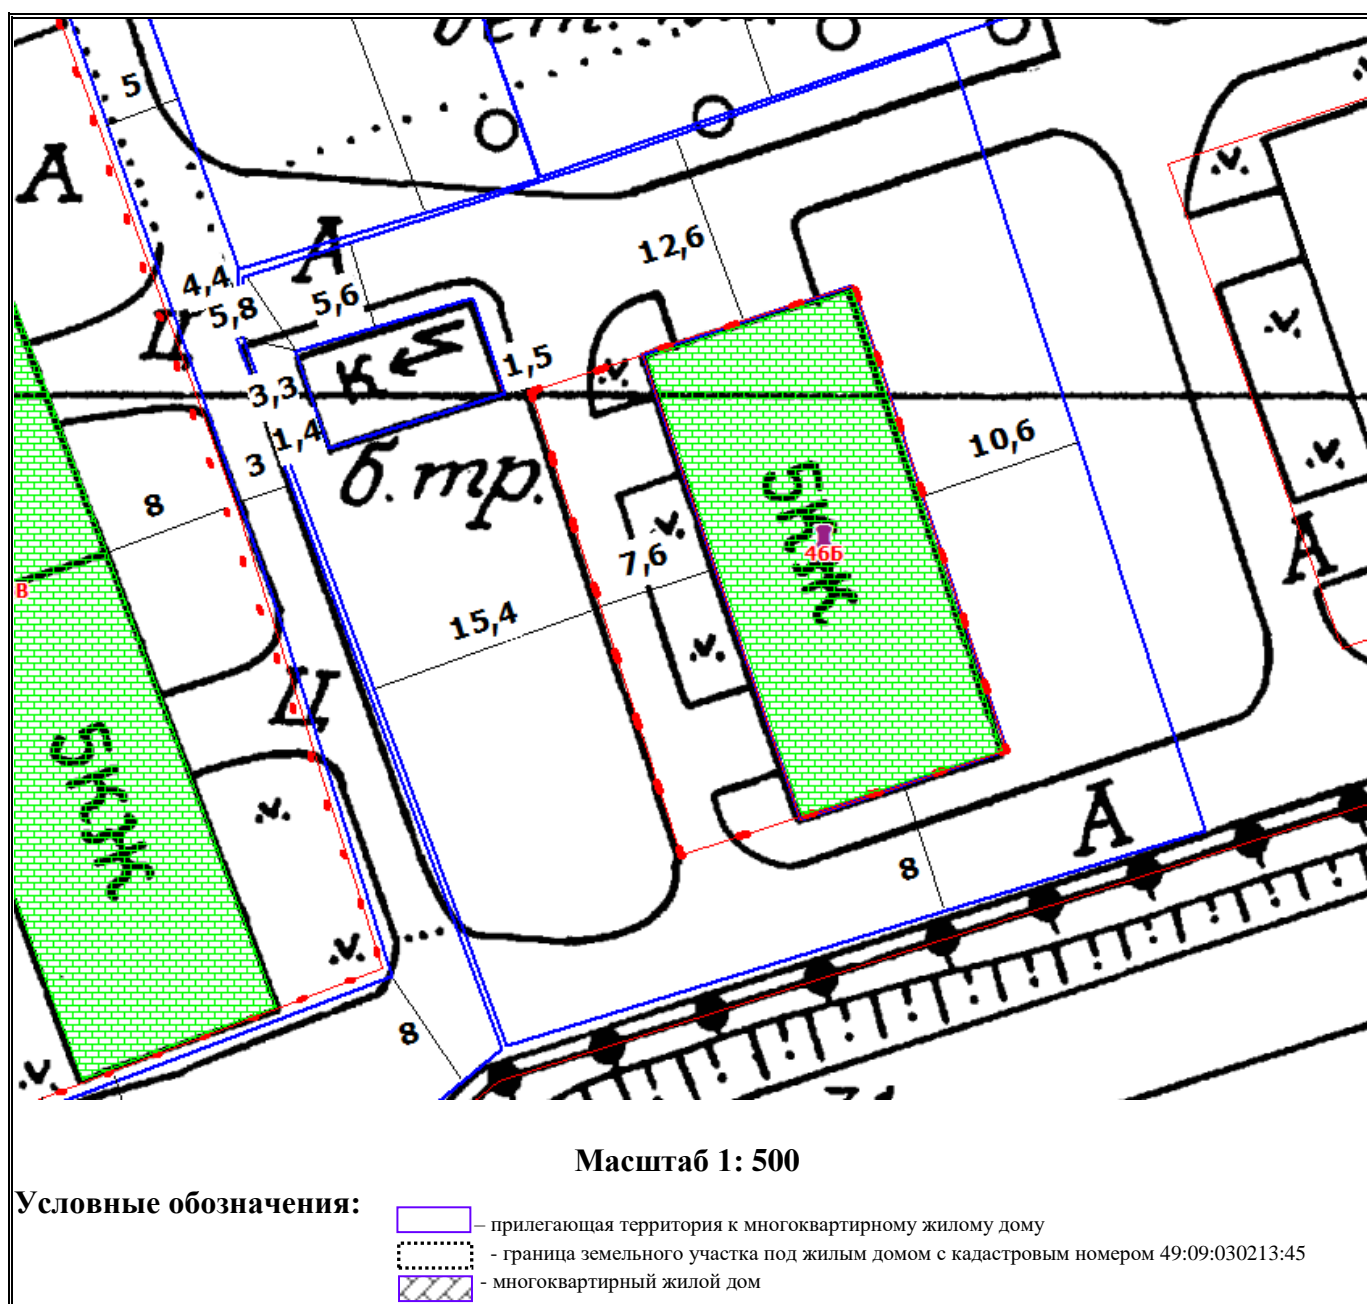 5
А
А
4,4
5,8
5,6
12,6
Ц
К
1,5
3,3
1,4
3
б.тр.
10,6
А
8
5КЖ
46Б
7,6
В
15,4
Ц
5КЖ
А
8
8
Масштаб 1: 500
Условные обозначения:
– прилегающая территория к многоквартирному жилому дому
- граница земельного участка под жилым домом с кадастровым номером 49:09:030213:45
- многоквартирный жилой дом